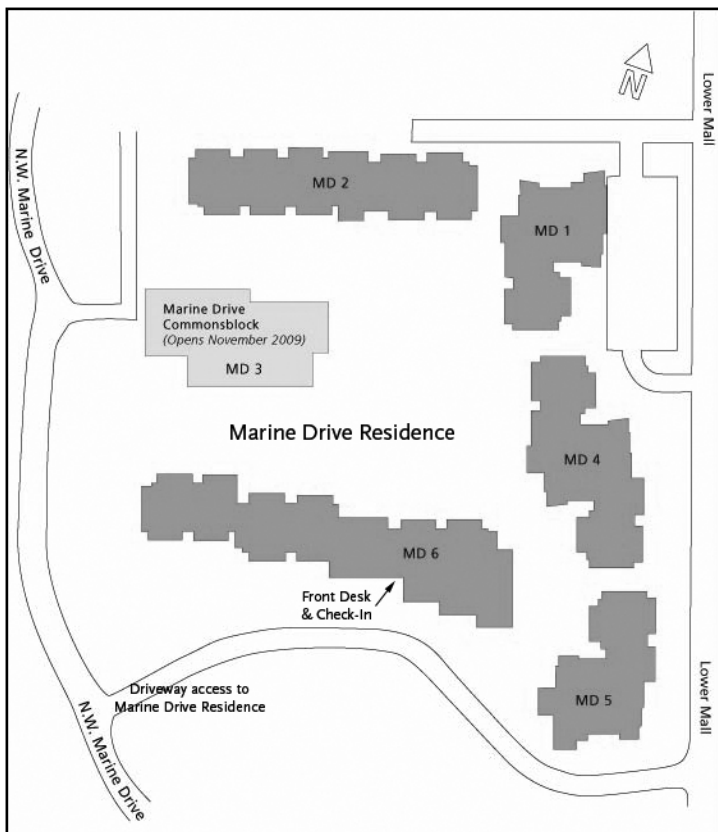 N
Lower Mall
N.W. Marine Drive
MD 2
MD 1
Marine Drive
Commonsblock
(Opens November 2009)
MD 3
Marine Drive Residence
MD 4
MD 6
Front Desk
& Check-In
Driveway access to
Marine Drive Residence
MD 5
Lower Mall
N.W. Marine Drive